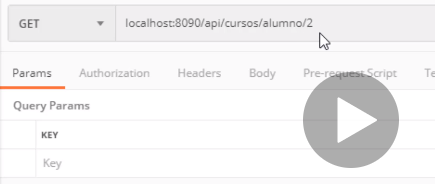 GET localhost:8090/api/cursos/alumno/2
Params Authorization Headers Body Pre-request Script
Query Params
KEY
Key